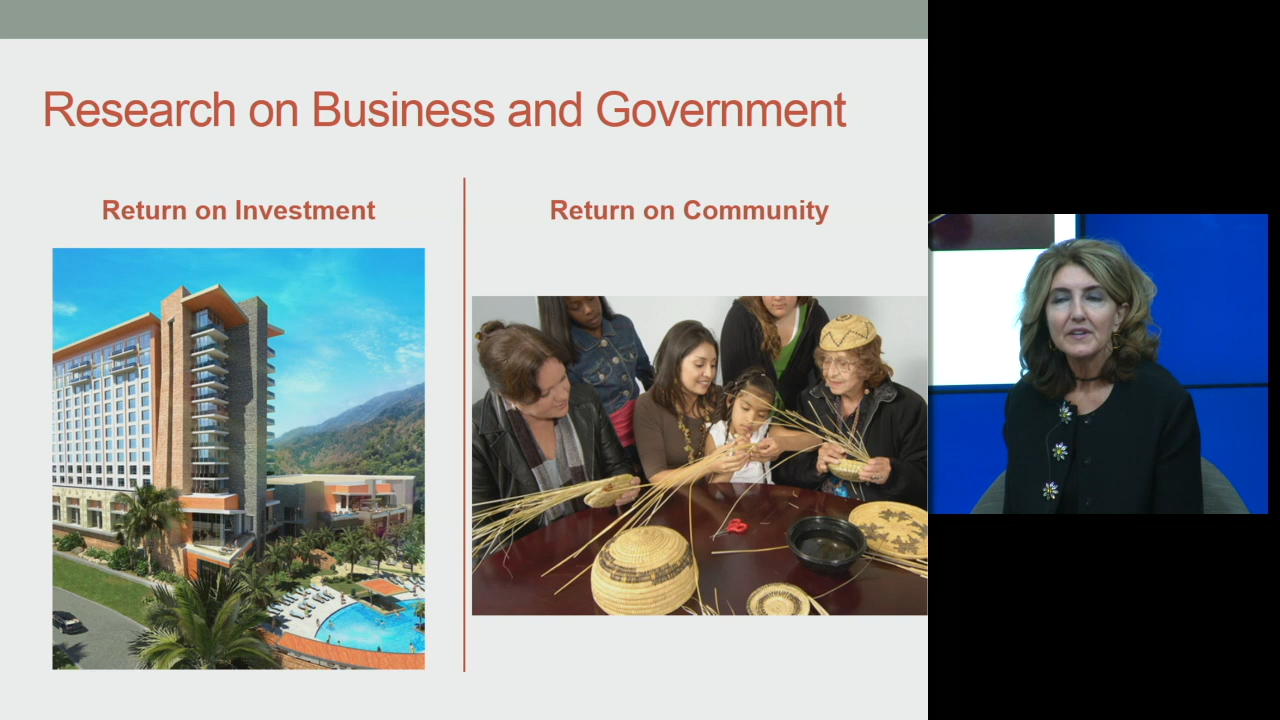 Research on Business and Government
Return on Investment
Return on Community